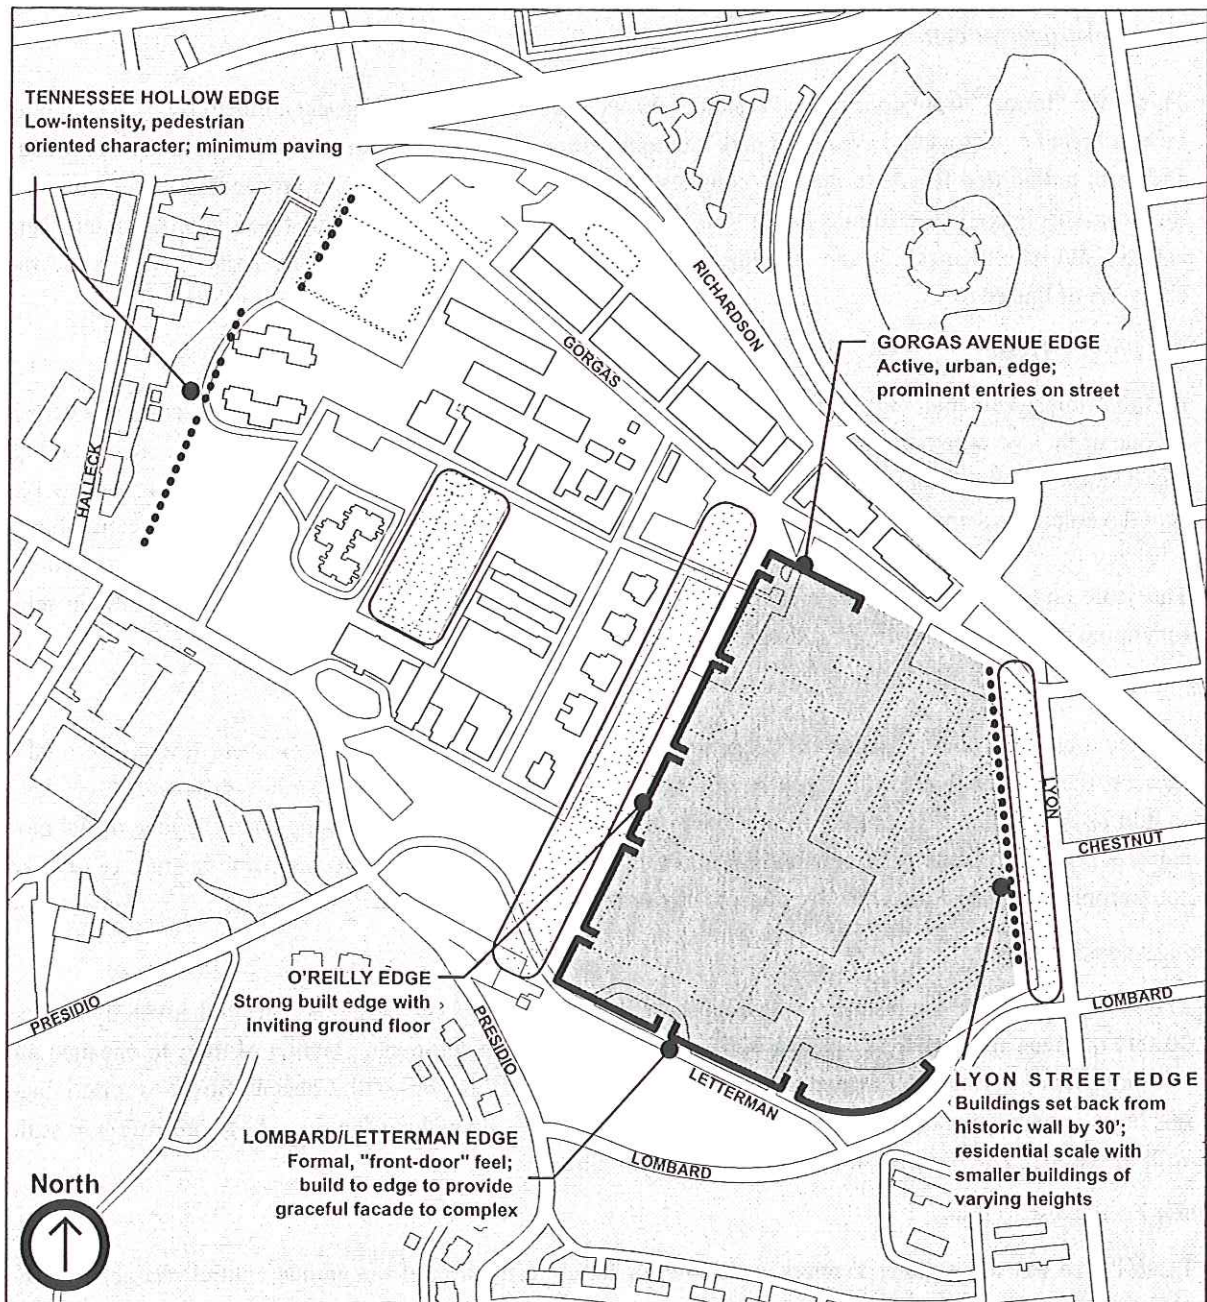 TENNESSEE HOLLOW EDGE
Low-intensity, pedestrian
oriented character; minimum paving
RICHARDSON
GORGAS
GORGAS AVENUE EDGE
Active, urban, edge;
prominent entries on street
HALLECK
LYON
CHESTNUT
O'REILLY EDGE
Strong built edge with
inviting ground floor
PRESIDIO
PRESIDIO
LOMBARD
LETTERMAN
LYON STREET EDGE
Buildings set back from
historic wall by 30';
residential scale with
smaller buildings of
varying heights
LOMBARD/LETTERMAN EDGE
Formal, "front-door" feel;
build to edge to provide
graceful facade to complex
LOMBARD
North